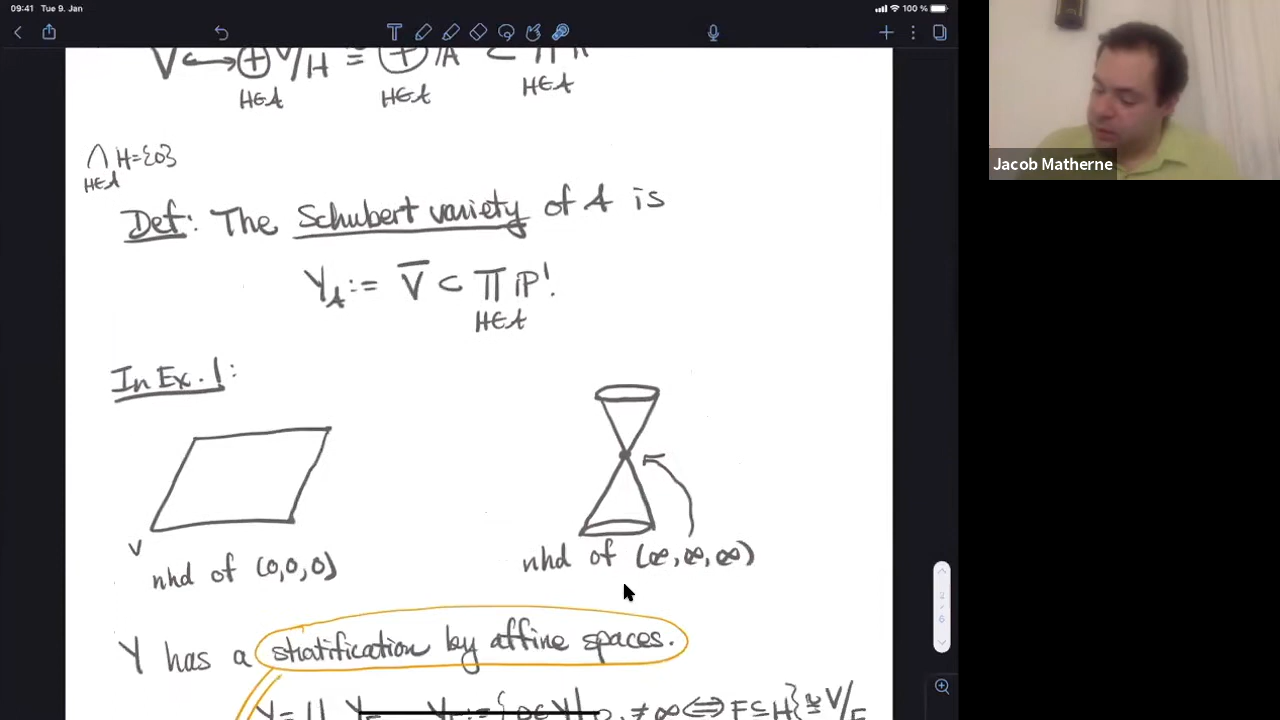 09:41 Tue 9. Jan
100 %
V ↪ ⊕ V/H ≅ ⊕ /A ⊂ ∏
H∈A H∈A H∈A
∩ H={0}
H∈A
Def: The Schubert variety of A is
Y_A := V̅ ⊂ ∏ ℙ¹.
H∈A
In Ex. 1:
V
nhd of (0,0,0)
nhd of (∞,∞,∞)
Y has a stratification by affine spaces.
Jacob Matherne